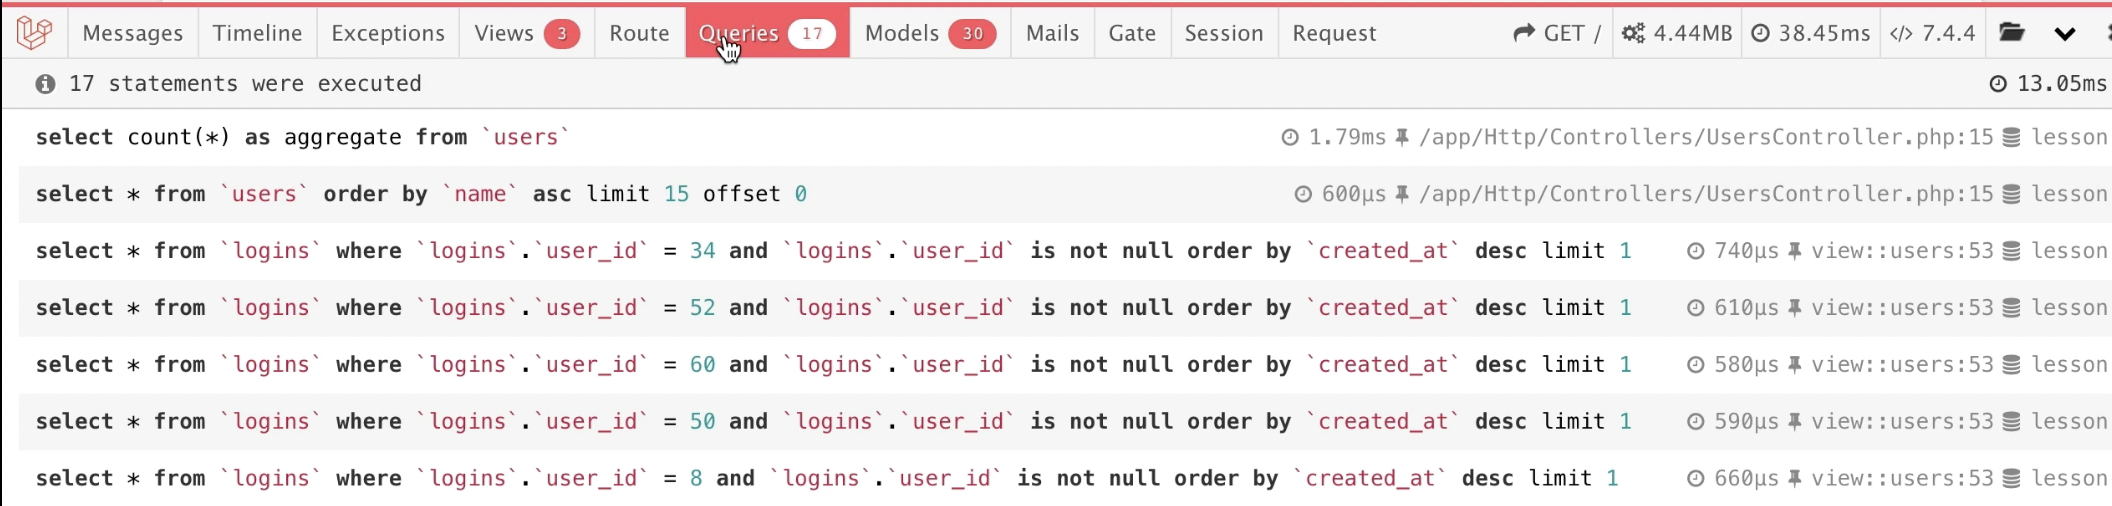 Messages Timeline Exceptions Views 3 Route Queries 17 Models 30 Mails Gate Session Request GET / 4.44MB 38.45ms </> 7.4.4
17 statements were executed 13.05ms
select count(*) as aggregate from `users` 1.79ms /app/Http/Controllers/UsersController.php:15 lesson
select * from `users` order by `name` asc limit 15 offset 0 600μs /app/Http/Controllers/UsersController.php:15 lesson
select * from `logins` where `logins`.`user_id` = 34 and `logins`.`user_id` is not null order by `created_at` desc limit 1 740μs view::users:53 lesson
select * from `logins` where `logins`.`user_id` = 52 and `logins`.`user_id` is not null order by `created_at` desc limit 1 610μs view::users:53 lesson
select * from `logins` where `logins`.`user_id` = 60 and `logins`.`user_id` is not null order by `created_at` desc limit 1 580μs view::users:53 lesson
select * from `logins` where `logins`.`user_id` = 50 and `logins`.`user_id` is not null order by `created_at` desc limit 1 590μs view::users:53 lesson
select * from `logins` where `logins`.`user_id` = 8 and `logins`.`user_id` is not null order by `created_at` desc limit 1 660μs view::users:53 lesson